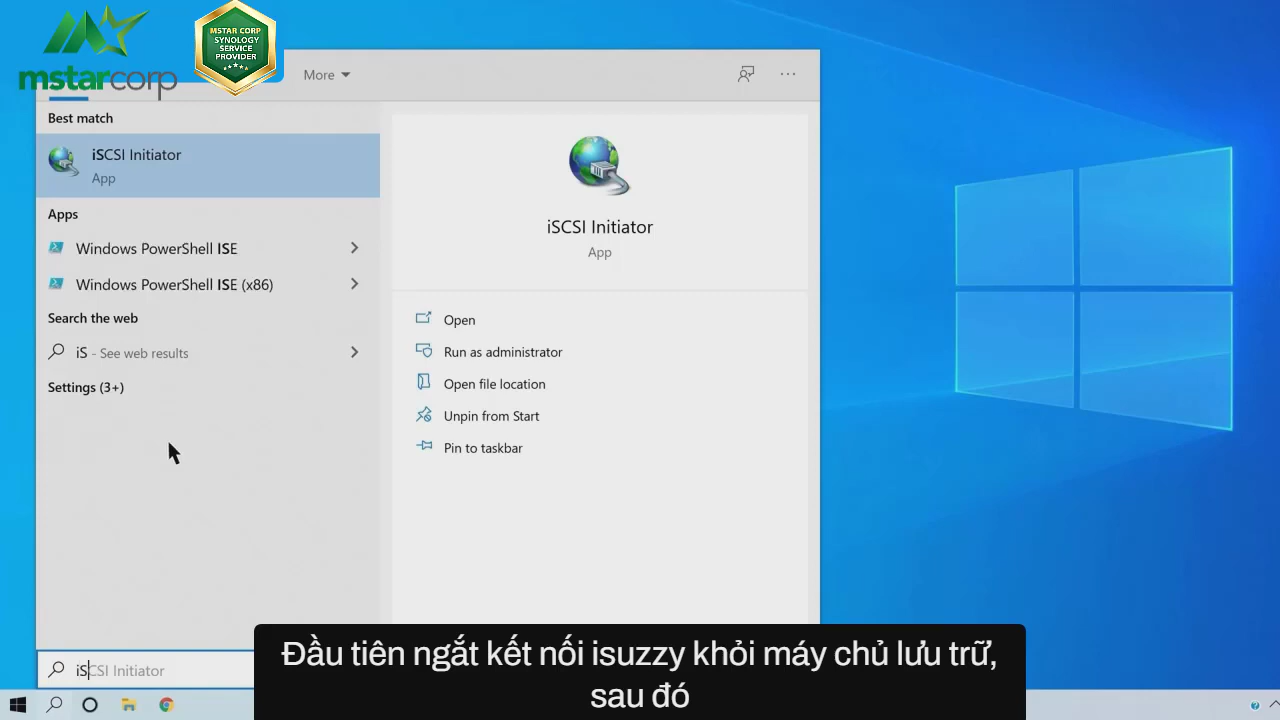 mstarcorp
MSTAR CORP
SYNOLOGY
SERVICE
PROVIDER
More
Best match
iSCSI Initiator
App
Apps
Windows PowerShell ISE
Windows PowerShell ISE (x86)
Search the web
iS - See web results
Settings (3+)
iSCSI Initiator
App
Open
Run as administrator
Open file location
Unpin from Start
Pin to taskbar
iSCSI Initiator
Đầu tiên ngắt kết nối isuzzy khỏi máy chủ lưu trữ,
sau đó